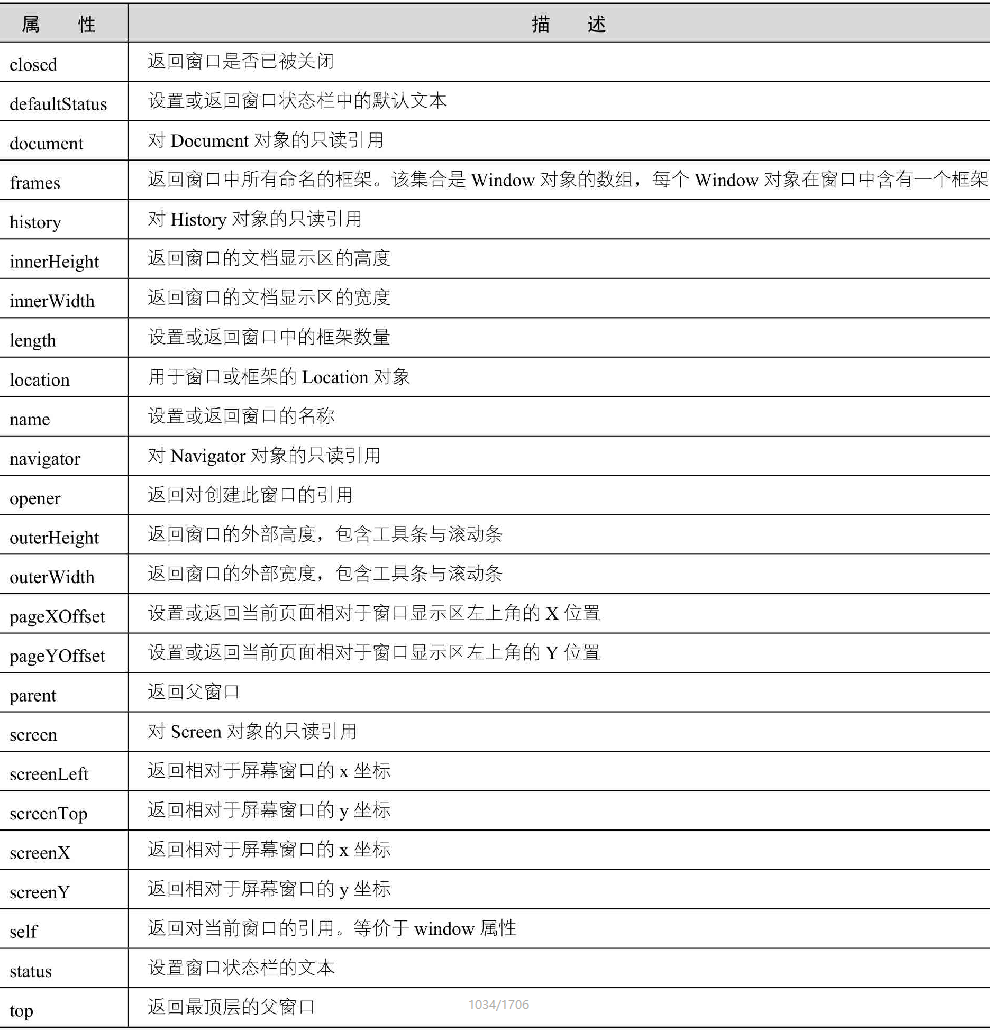 属 性 描 述
closed 返回窗口是否已被关闭
defaultStatus 设置或返回窗口状态栏中的默认文本
document 对 Document 对象的只读引用
frames 返回窗口中所有命名的框架。该集合是 Window 对象的数组，每个 Window 对象在窗口中含有一个框架
history 对 History 对象的只读引用
innerHeight 返回窗口的文档显示区的高度
innerWidth 返回窗口的文档显示区的宽度
length 设置或返回窗口中的框架数量
location 用于窗口或框架的 Location 对象
name 设置或返回窗口的名称
navigator 对 Navigator 对象的只读引用
opener 返回对创建此窗口的引用
outerHeight 返回窗口的外部高度，包含工具条与滚动条
outerWidth 返回窗口的外部宽度，包含工具条与滚动条
pageXOffset 设置或返回当前页面相对于窗口显示区左上角的 X 位置
pageYOffset 设置或返回当前页面相对于窗口显示区左上角的 Y 位置
parent 返回父窗口
screen 对 Screen 对象的只读引用
screenLeft 返回相对于屏幕窗口的 x 坐标
screenTop 返回相对于屏幕窗口的 y 坐标
screenX 返回相对于屏幕窗口的 x 坐标
screenY 返回相对于屏幕窗口的 y 坐标
self 返回对当前窗口的引用。等价于 window 属性
status 设置窗口状态栏的文本
top 返回最顶层的父窗口 1034/1706